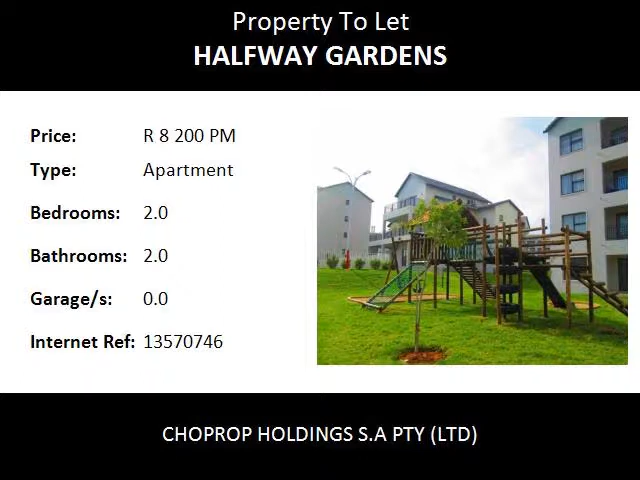 Property To Let
HALFWAY GARDENS
Price: R 8 200 PM
Type: Apartment
Bedrooms: 2.0
Bathrooms: 2.0
Garage/s: 0.0
Internet Ref: 13570746
CHOPROP HOLDINGS S.A PTY (LTD)